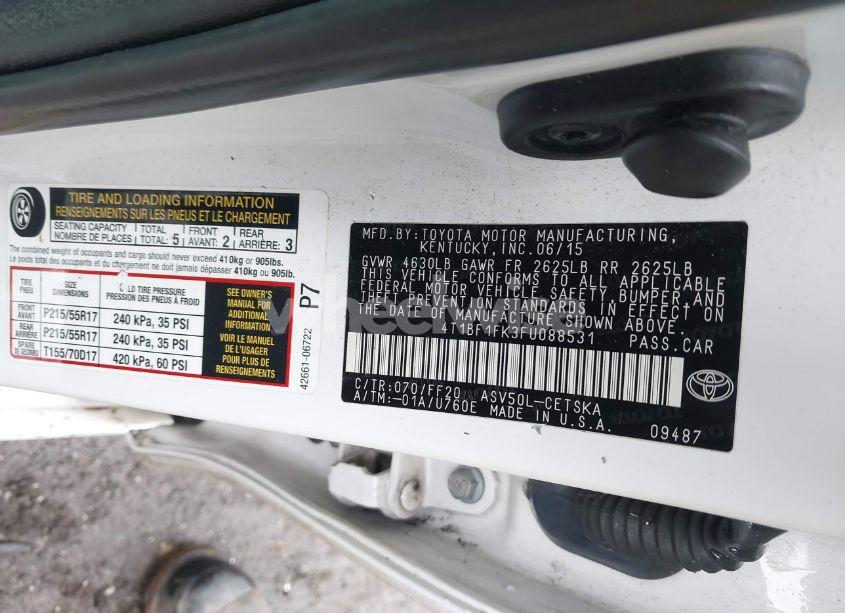 TIRE AND LOADING INFORMATION
RENSEIGNEMENTS SUR LES PNEUS ET LE CHARGEMENT
SEATING CAPACITY TOTAL: 5 FRONT 2 REAR 3
NOMBRE DE PLACES TOTAL: AVANT: ARRIÈRE:
The combined weight of occupants and cargo should never exceed 410kg or 905lbs.
Le poids total des occupants et du chargement ne doit jamais dépasser 410kg or 905lb.
TIRE PNEU SIZE DIMENSIONS COLD TIRE PRESSURE PRESSION DES PNEUS À FROID
FRONT AVANT P215/55R17 240 kPa, 35 PSI
REAR ARRIÈRE P215/55R17 240 kPa, 35 PSI
SPARE DE SECOURS T155/70D17 420 kPa, 60 PSI
SEE OWNER'S
MANUAL FOR
ADDITIONAL
INFORMATION
VOIR LE MANUEL
DE L'USAGER
POUR PLUS DE
RENSEIGNEMENTS
P7
42661-06722
MFD.BY: TOYOTA MOTOR MANUFACTURING,
KENTUCKY, INC. 06/15
GVWR 4630LB GAWR FR 2625LB RR 2625LB
THIS VEHICLE CONFORMS TO ALL APPLICABLE
FEDERAL MOTOR VEHICLE SAFETY, BUMPER, AND
THEFT PREVENTION STANDARDS IN EFFECT ON
THE DATE OF MANUFACTURE SHOWN ABOVE.
4T1BF1FK3FU088531 PASS.CAR
C/TR: 070/FF20 ASV50L-CETSKA
A/TM: -01A/U760E MADE IN U.S.A.
09487